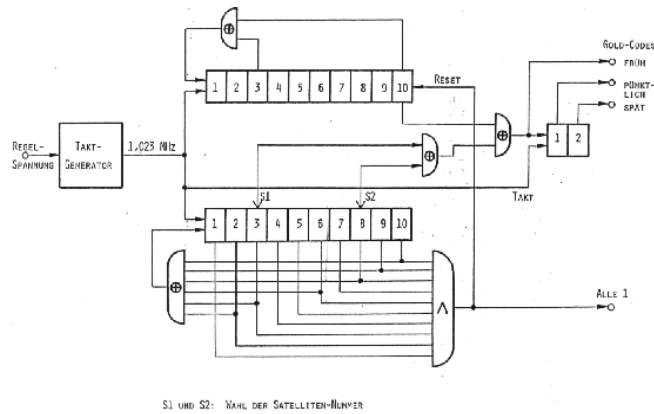 GOLD-CODES
FRÜH
PÜNKT-
LICH
SPÄT
1 2 3 4 5 6 7 8 9 10
RESET
REGEL-
SPANNUNG
TAKT-
GENERATOR
1,023 MHz
1 2
S1
S2
TAKT
1 2 3 4 5 6 7 8 9 10
ALLE 1
S1 UND S2: WAHL DER SATELLITEN-NUMMER